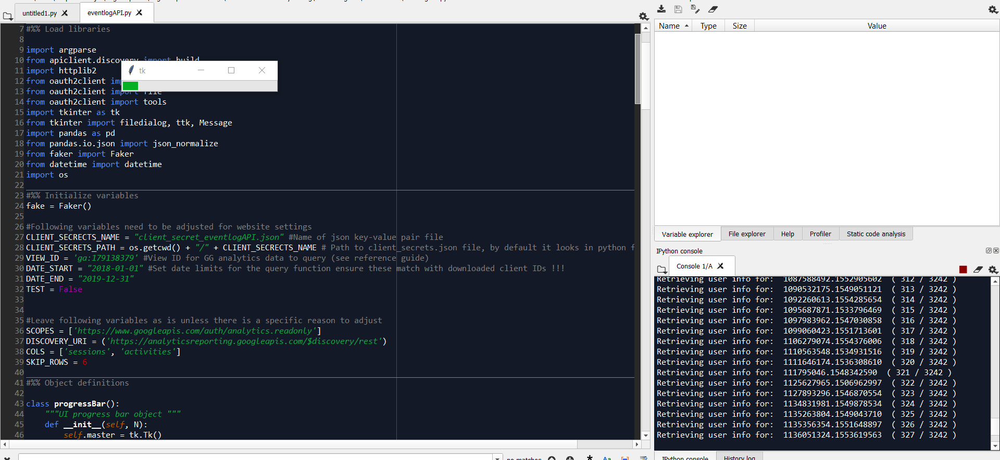 untitled1.py
eventlogAPI.py
7 #%% Load libraries
8
9 import argparse
10 from apiclient.discovery import build
11 import httplib2
12 from oauth2client
13 from oauth2client import file
14 from oauth2client import tools
15 import tkinter as tk
16 from tkinter import filedialog, ttk, Message
17 import pandas as pd
18 from pandas.io.json import json_normalize
19 from faker import Faker
20 from datetime import datetime
21 import os
22
23 #%% Initialize variables
24 fake = Faker()
25
26 #Following variables need to be adjusted for website settings
27 CLIENT_SECRECTS_NAME = "client_secret_eventlogAPI.json" #Name of json key-value pair file
28 CLIENT_SECRETS_PATH = os.getcwd() + "/" + CLIENT_SECRECTS_NAME # Path to client_secrets.json file, by default it looks in python f
29 VIEW_ID = 'ga:179138379' #View ID for GG analytics data to query (see reference guide)
30 DATE_START = "2018-01-01" #Set date limits for the query function ensure these match with downloaded client IDs !!!
31 DATE_END = "2019-12-31"
32 TEST = False
33
34
35 #Leave following variables as is unless there is a specific reason to adjust
36 SCOPES = ['https://www.googleapis.com/auth/analytics.readonly']
37 DISCOVERY_URI = ('https://analyticsreporting.googleapis.com/$discovery/rest')
38 COLS = ['sessions', 'activities']
39 SKIP_ROWS = 6
40
41 #%% Object definitions
42
43 class progressBar():
44 """UI progress bar object """
45 def __init__(self, N):
46 self.master = tk.Tk()
tk
no matches
Aa
Name Type Size Value
Variable explorer File explorer Help Profiler Static code analysis
IPython console
Console 1/A
Retrieving user info for: 1087588492.1552905602 ( 312 / 3242 )
Retrieving user info for: 1090532175.1549051121 ( 313 / 3242 )
Retrieving user info for: 1092260613.1554285654 ( 314 / 3242 )
Retrieving user info for: 1095687871.1533796469 ( 315 / 3242 )
Retrieving user info for: 1097983962.1547030858 ( 316 / 3242 )
Retrieving user info for: 1099060423.1551713601 ( 317 / 3242 )
Retrieving user info for: 1106279074.1554376006 ( 318 / 3242 )
Retrieving user info for: 1110563548.1534931516 ( 319 / 3242 )
Retrieving user info for: 1111646174.1536308610 ( 320 / 3242 )
Retrieving user info for: 111795046.1548342590 ( 321 / 3242 )
Retrieving user info for: 1125627965.1506962997 ( 322 / 3242 )
Retrieving user info for: 1127893296.1546870554 ( 323 / 3242 )
Retrieving user info for: 1134831981.1549878534 ( 324 / 3242 )
Retrieving user info for: 1135263804.1549043710 ( 325 / 3242 )
Retrieving user info for: 1135356354.1551648897 ( 326 / 3242 )
Retrieving user info for: 1136051324.1553619563 ( 327 / 3242 )
IPython console History log